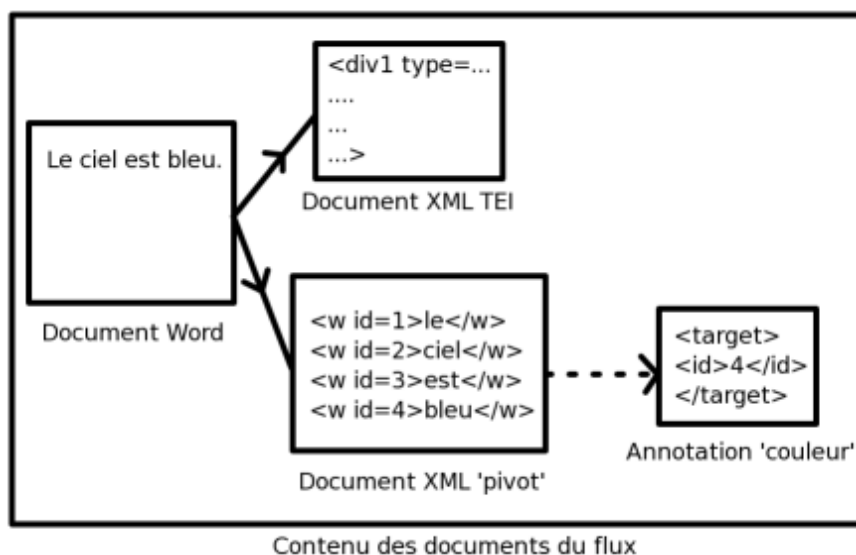 <div1 type=...
....
...
...>
Document XML TEI
Le ciel est bleu.
Document Word
<w id=1>le</w>
<w id=2>ciel</w>
<w id=3>est</w>
<w id=4>bleu</w>
Document XML 'pivot'
<target>
<id>4</id>
</target>
Annotation 'couleur'
Contenu des documents du flux